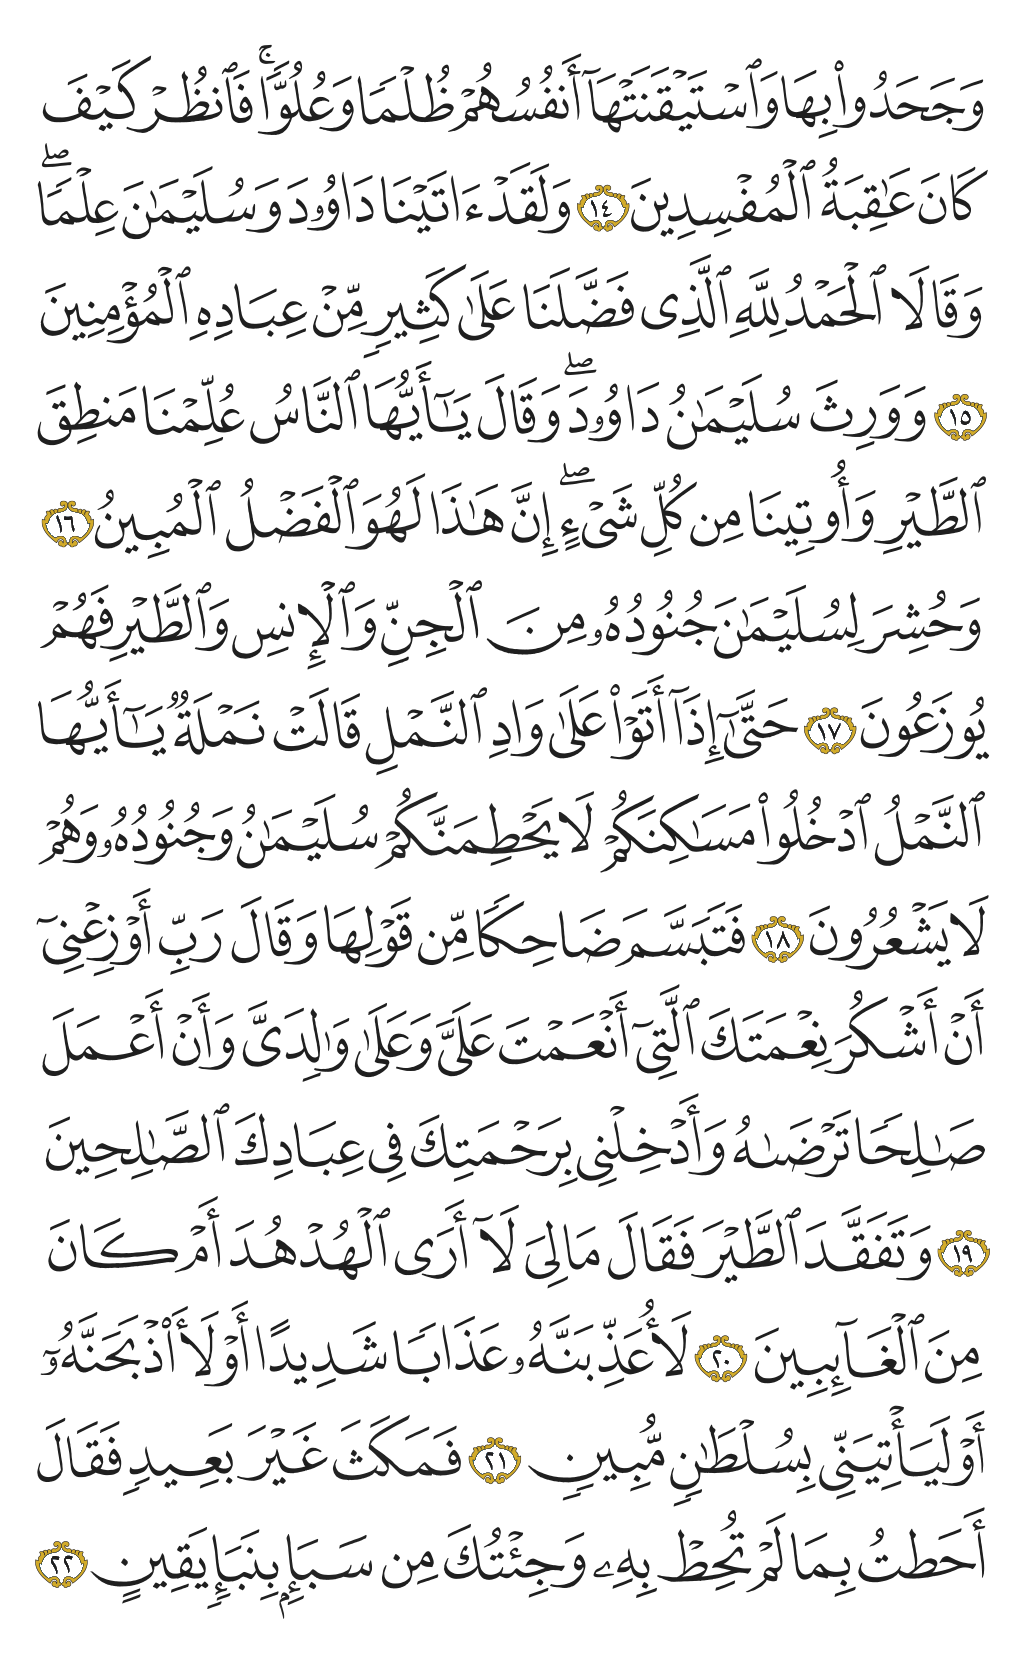 وَجَحَدُوا۟ بِهَا وَٱسْتَيْقَنَتْهَآ أَنفُسُهُمْ ظُلْمًا وَعُلُوًّا ۚ فَٱنظُرْ كَيْفَ
كَانَ عَـٰقِبَةُ ٱلْمُفْسِدِينَ ١٤ وَلَقَدْ ءَاتَيْنَا دَاوُۥدَ وَسُلَيْمَـٰنَ عِلْمًا ۖ
وَقَالَا ٱلْحَمْدُ لِلَّهِ ٱلَّذِى فَضَّلَنَا عَلَىٰ كَثِيرٍ مِّنْ عِبَادِهِ ٱلْمُؤْمِنِينَ
١٥ وَوَرِثَ سُلَيْمَـٰنُ دَاوُۥدَ ۖ وَقَالَ يَـٰٓأَيُّهَا ٱلنَّاسُ عُلِّمْنَا مَنطِقَ
ٱلطَّيْرِ وَأُوتِينَا مِن كُلِّ شَىْءٍ ۖ إِنَّ هَـٰذَا لَهُوَ ٱلْفَضْلُ ٱلْمُبِينُ ١٦
وَحُشِرَ لِسُلَيْمَـٰنَ جُنُودُهُۥ مِنَ ٱلْجِنِّ وَٱلْإِنسِ وَٱلطَّيْرِ فَهُمْ
يُوزَعُونَ ١٧ حَتَّىٰٓ إِذَآ أَتَوْا۟ عَلَىٰ وَادِ ٱلنَّمْلِ قَالَتْ نَمْلَةٌ يَـٰٓأَيُّهَا
ٱلنَّمْلُ ٱدْخُلُوا۟ مَسَـٰكِنَكُمْ لَا يَحْطِمَنَّكُمْ سُلَيْمَـٰنُ وَجُنُودُهُۥ وَهُمْ
لَا يَشْعُرُونَ ١٨ فَتَبَسَّمَ ضَاحِكًا مِّن قَوْلِهَا وَقَالَ رَبِّ أَوْزِعْنِىٓ
أَنْ أَشْكُرَ نِعْمَتَكَ ٱلَّتِىٓ أَنْعَمْتَ عَلَىَّ وَعَلَىٰ وَٰلِدَىَّ وَأَنْ أَعْمَلَ
صَـٰلِحًا تَرْضَىٰهُ وَأَدْخِلْنِى بِرَحْمَتِكَ فِى عِبَادِكَ ٱلصَّـٰلِحِينَ
١٩ وَتَفَقَّدَ ٱلطَّيْرَ فَقَالَ مَالِىَ لَآ أَرَى ٱلْهُدْهُدَ أَمْ كَانَ
مِنَ ٱلْغَآئِبِينَ ٢٠ لَأُعَذِّبَنَّهُۥ عَذَابًا شَدِيدًا أَوْ لَأَا۟ذْبَحَنَّهُۥٓ
أَوْ لَيَأْتِيَنِّى بِسُلْطَـٰنٍ مُّبِينٍ ٢١ فَمَكَثَ غَيْرَ بَعِيدٍ فَقَالَ
أَحَطتُ بِمَا لَمْ تُحِطْ بِهِۦ وَجِئْتُكَ مِن سَبَإٍۭ بِنَبَإٍ يَقِينٍ ٢٢